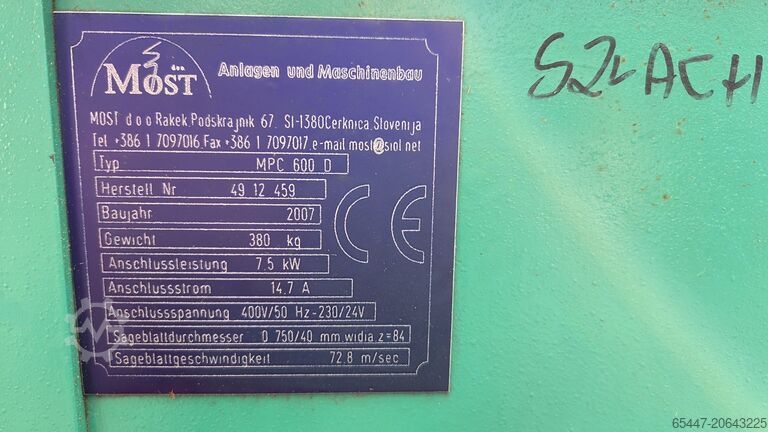 MOST d.o.o.
Anlagen und Maschinenbau
MOST d o o Rakek, Podskrajnik 67, SI-1380Cerknica, Slovenija
Tel +386 1 7097016 Fax +386 1 7097017, e-mail most@siol net
Typ MPC 600 D
Herstell Nr 49 12 459
Baujahr 2007
Gewicht 380 kg
Anschlussleistung 7.5 kW
Anschlusstrom 14.7 A
Anschlussspannung 400V/50 Hz-230/24V
Sageblattdurchmesser O 750/40 mm widia z=84
Sageblattgeschwindigkeit 72.8 m/sec
CE
SZLACH
65447-20643225